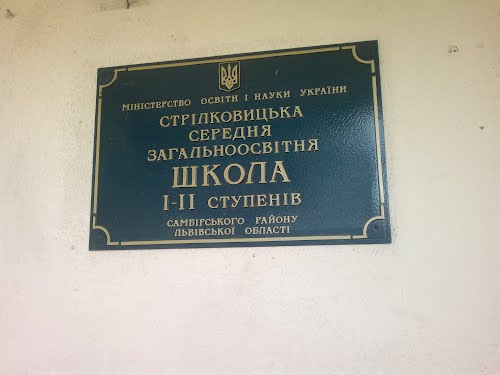 МІНІСТЕРСТВО ОСВІТИ І НАУКИ УКРАЇНИ
СТРІЛКОВИЦЬКА
СЕРЕДНЯ
ЗАГАЛЬНООСВІТНЯ
ШКОЛА
І-ІІ СТУПЕНІВ
САМБІРСЬКОГО РАЙОНУ
ЛЬВІВСЬКОЇ ОБЛАСТІ